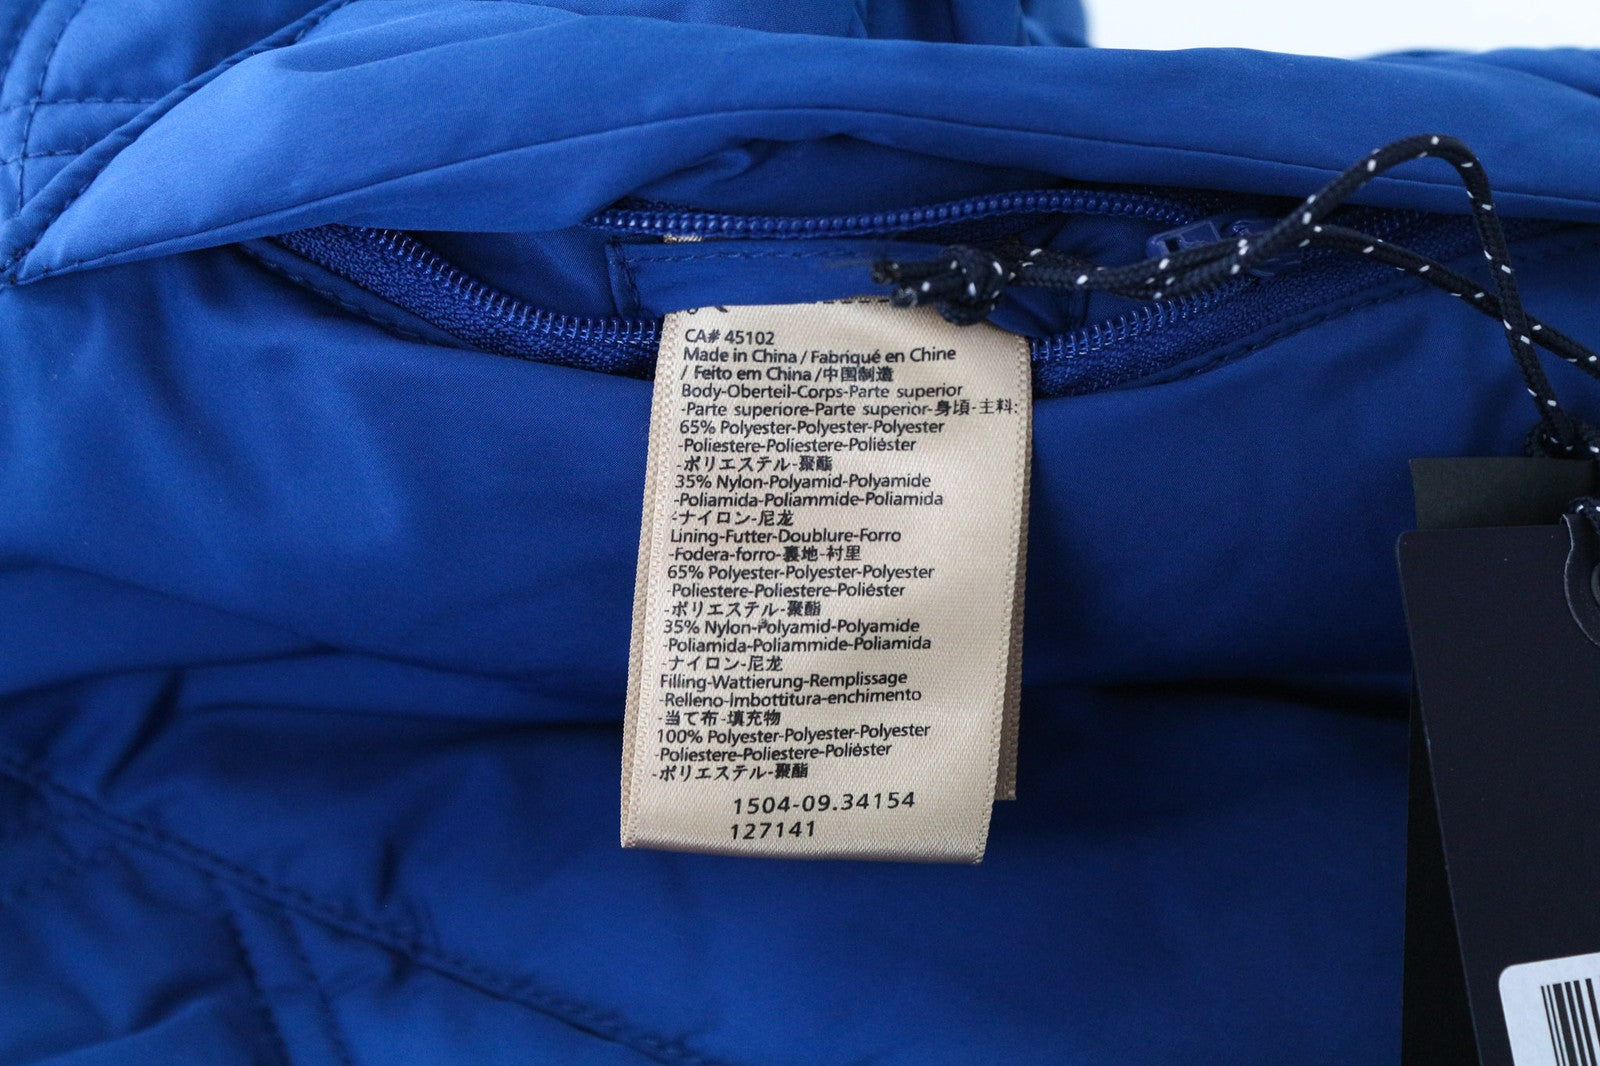 CA# 45102
Made in China / Fabriqué en Chine
/ Feito em China /中国制造
Body-Oberteil-Corps-Parte superior
-Parte superiore-Parte superior-身頃-主料:
65% Polyester-Polyester-Polyester
-Poliestere-Poliestere-Poliéster
-ポリエステル-聚酯
35% Nylon-Polyamid-Polyamide
-Poliamida-Poliammide-Poliamida
-ナイロン-尼龙
Lining-Futter-Doublure-Forro
-Fodera-forro-裏地-衬里
65% Polyester-Polyester-Polyester
-Poliestere-Poliestere-Poliéster
-ポリエステル-聚酯
35% Nylon-Polyamid-Polyamide
-Poliamida-Poliammide-Poliamida
-ナイロン-尼龙
Filling-Wattierung-Remplissage
-Relleno-Imbottitura-enchimento
-当て布-填充物
100% Polyester-Polyester-Polyester
-Poliestere-Poliestere-Poliéster
-ポリエステル-聚酯
1504-09.34154
127141